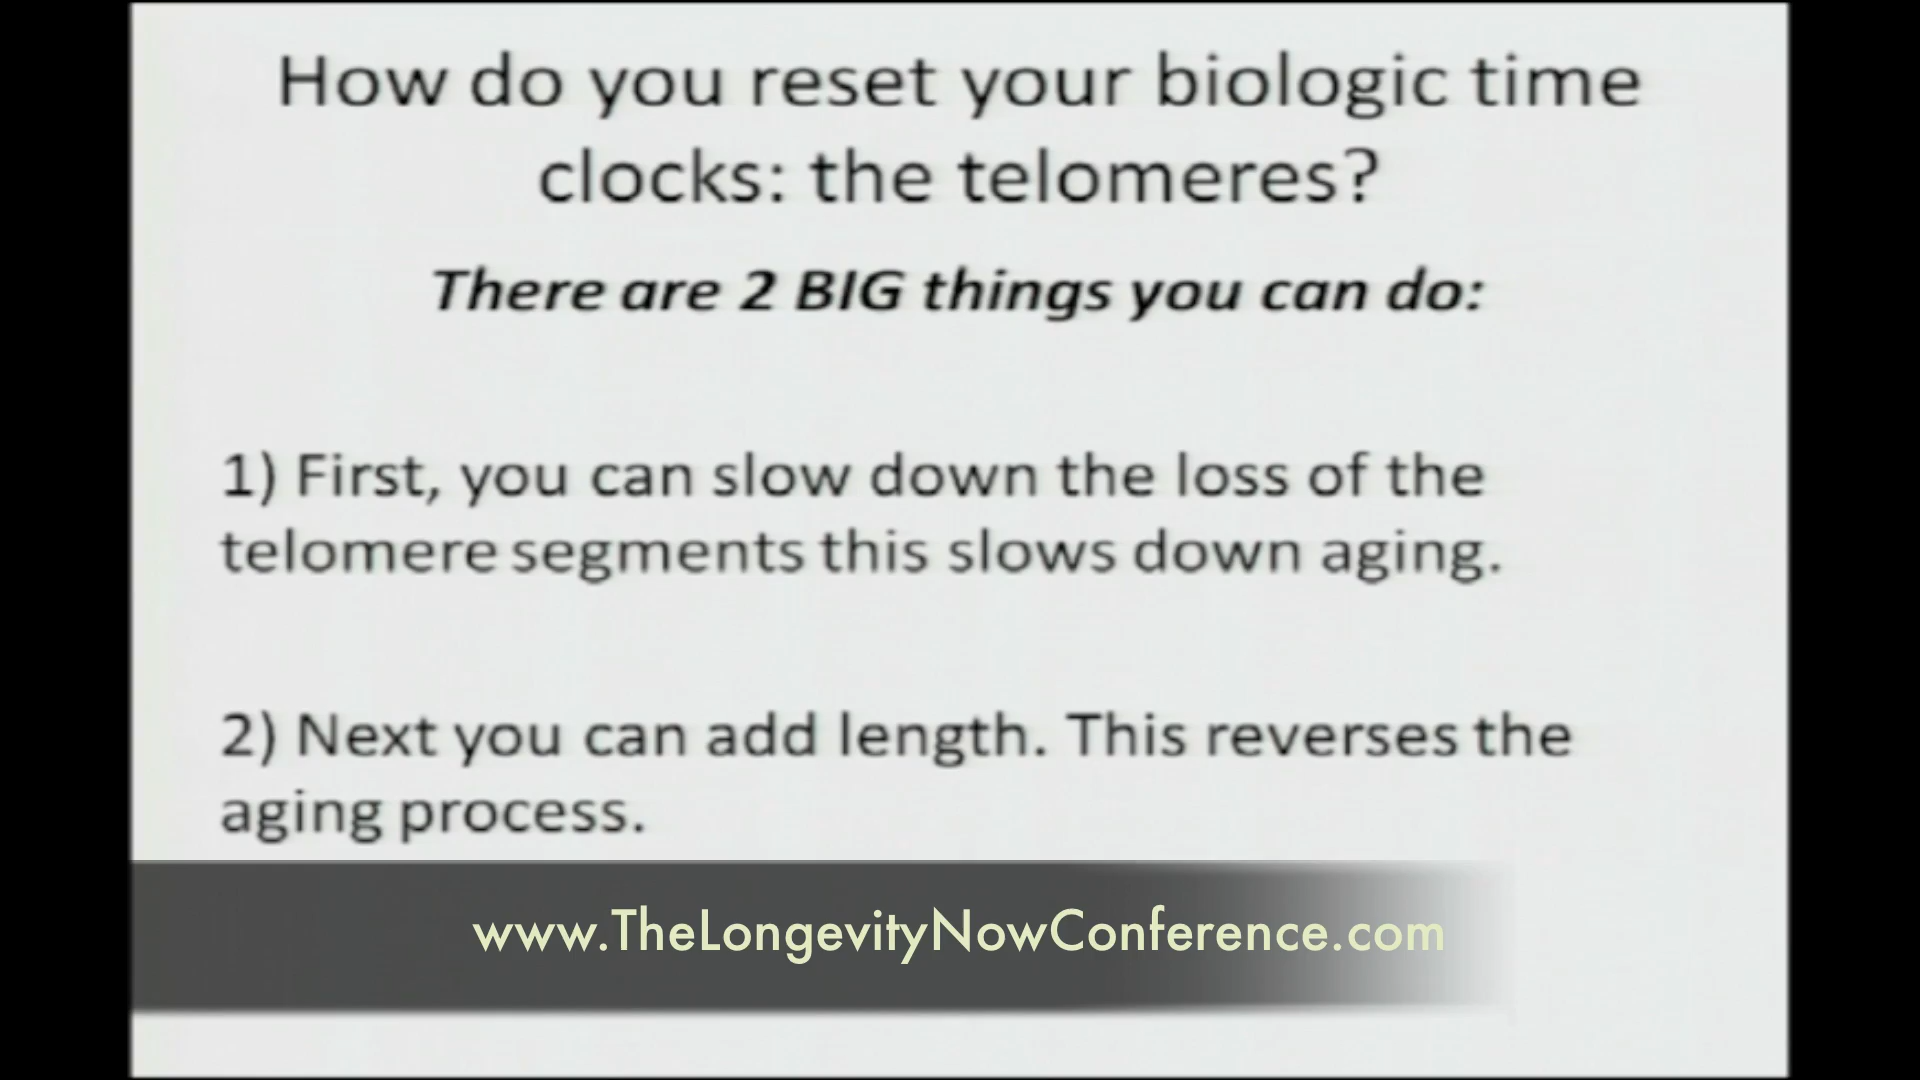 How do you reset your biologic time
clocks: the telomeres?
There are 2 BIG things you can do:
1) First, you can slow down the loss of the
telomere segments this slows down aging.
2) Next you can add length. This reverses the
aging process.
www.TheLongevityNowConference.com